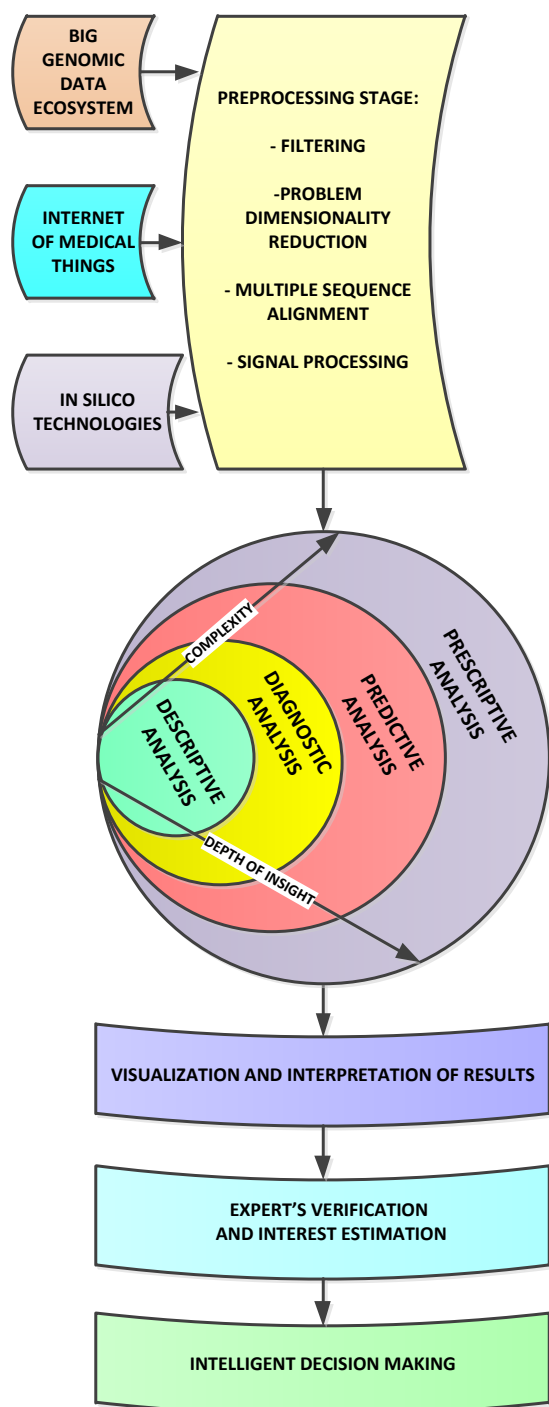 BIG
GENOMIC
DATA
ECOSYSTEM
INTERNET
OF MEDICAL
THINGS
IN SILICO
TECHNOLOGIES
PREPROCESSING STAGE:
- FILTERING
-PROBLEM
DIMENSIONALITY
REDUCTION
- MULTIPLE SEQUENCE
ALIGNMENT
- SIGNAL PROCESSING
COMPLEXITY
DESCRIPTIVE
ANALYSIS
DIAGNOSTIC
ANALYSIS
PREDICTIVE
ANALYSIS
PRESCRIPTIVE
ANALYSIS
DEPTH OF INSIGHT
VISUALIZATION AND INTERPRETATION OF RESULTS
EXPERT’S VERIFICATION
AND INTEREST ESTIMATION
INTELLIGENT DECISION MAKING